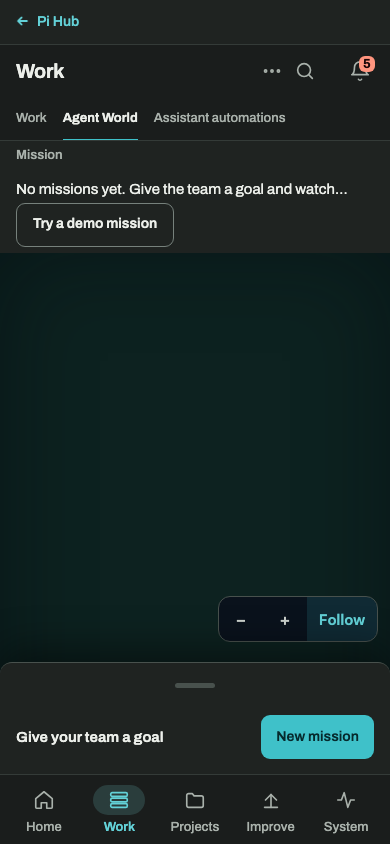 Pi Hub
Work
5
Work Agent World Assistant automations
Mission
No missions yet. Give the team a goal and watch...
Try a demo mission
− + Follow
Give your team a goal
New mission
Home Work Projects Improve System